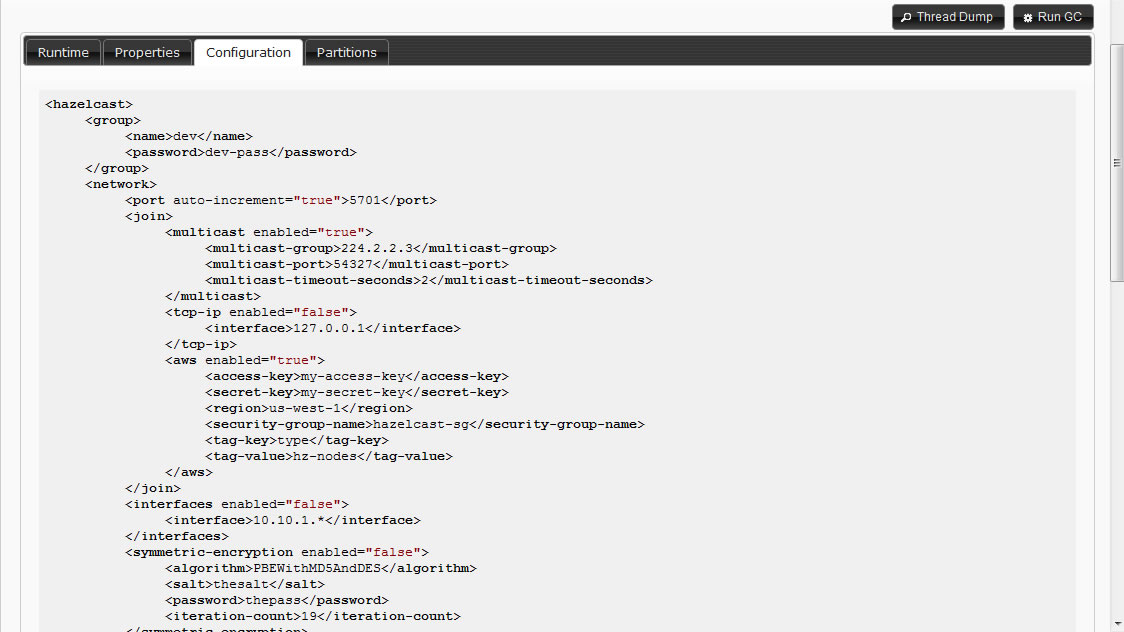 Thread Dump Run GC
Runtime Properties Configuration Partitions
<hazelcast>
<group>
<name>dev</name>
<password>dev-pass</password>
</group>
<network>
<port auto-increment="true">5701</port>
<join>
<multicast enabled="true">
<multicast-group>224.2.2.3</multicast-group>
<multicast-port>54327</multicast-port>
<multicast-timeout-seconds>2</multicast-timeout-seconds>
</multicast>
<tcp-ip enabled="false">
<interface>127.0.0.1</interface>
</tcp-ip>
<aws enabled="true">
<access-key>my-access-key</access-key>
<secret-key>my-secret-key</secret-key>
<region>us-west-1</region>
<security-group-name>hazelcast-sg</security-group-name>
<tag-key>type</tag-key>
<tag-value>hz-nodes</tag-value>
</aws>
</join>
<interfaces enabled="false">
<interface>10.10.1.*</interface>
</interfaces>
<symmetric-encryption enabled="false">
<algorithm>PBEWithMD5AndDES</algorithm>
<salt>thesalt</salt>
<password>thepass</password>
<iteration-count>19</iteration-count>
</symmetric-encryption>